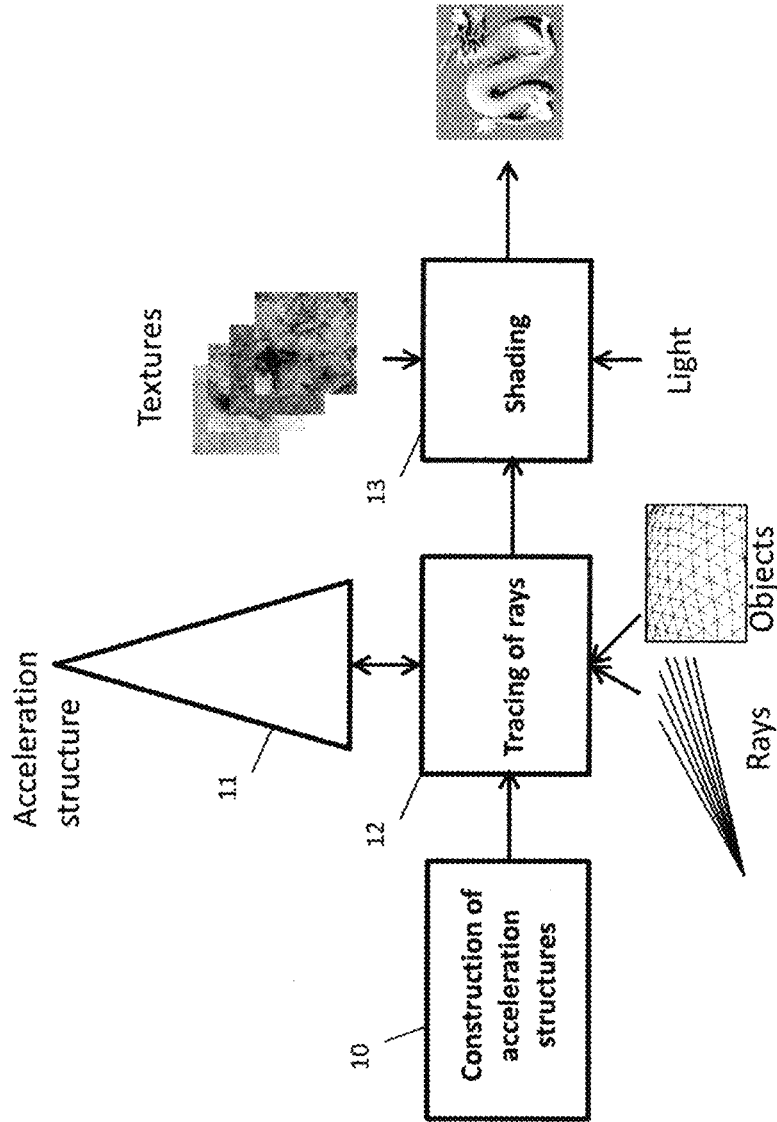 Acceleration
structure
11
Textures
10
Construction of
acceleration
structures
12
Tracing of rays
13
Shading
Rays
Objects
Light